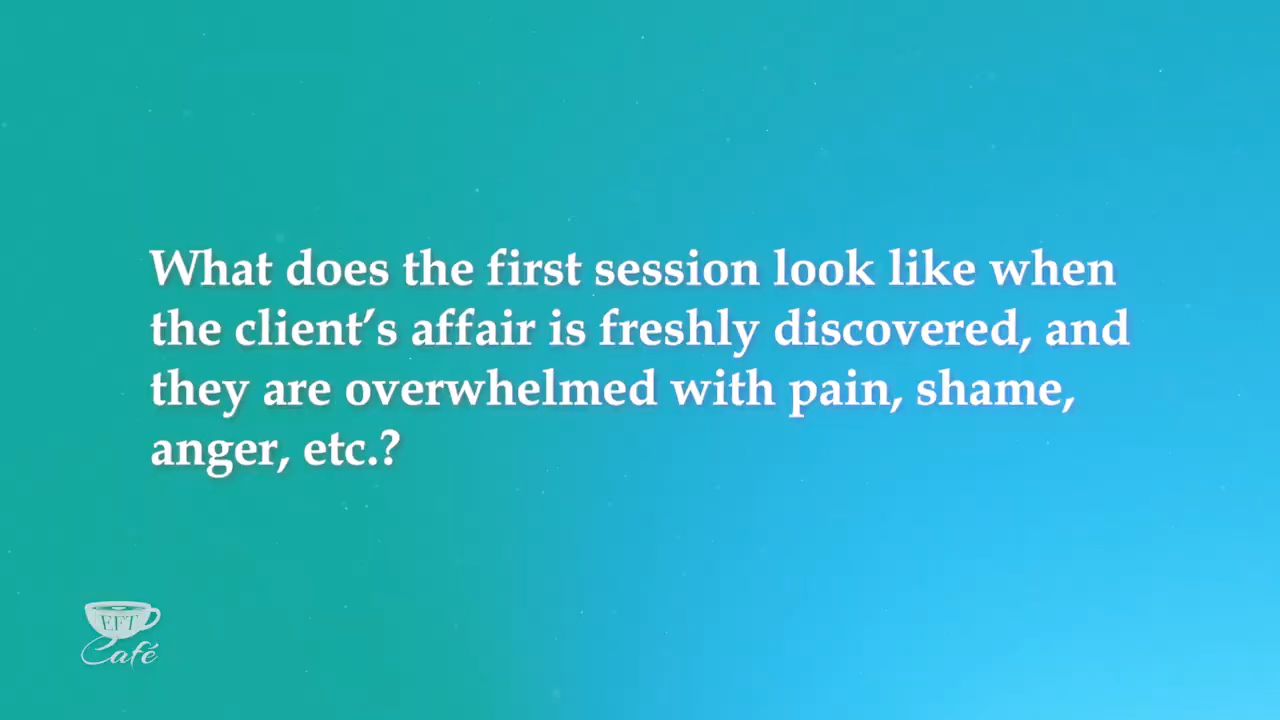 What does the first session look like when
the client’s affair is freshly discovered, and
they are overwhelmed with pain, shame,
anger, etc.?
EFT
Café